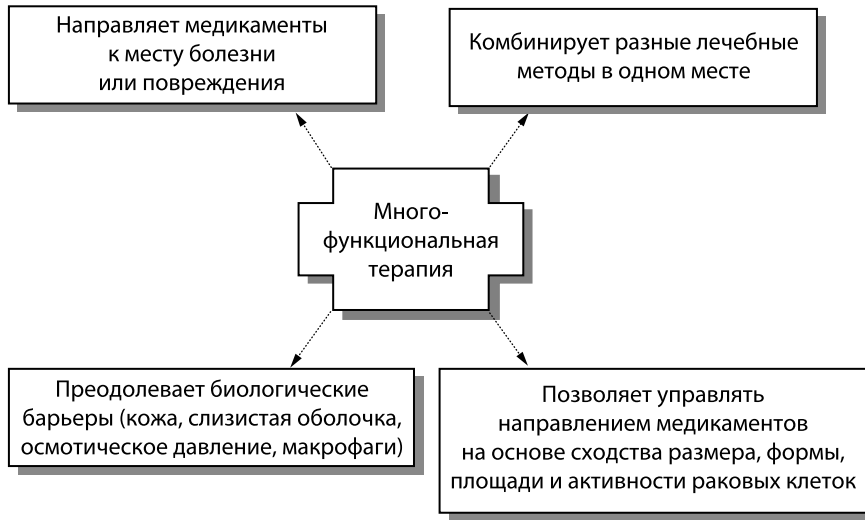 Направляет медикаменты
к месту болезни
или повреждения
Комбинирует разные лечебные
методы в одном месте
Много-
функциональная
терапия
Преодолевает биологические
барьеры (кожа, слизистая оболочка,
осмотическое давление, макрофаги)
Позволяет управлять
направлением медикаментов
на основе сходства размера, формы,
площади и активности раковых клеток